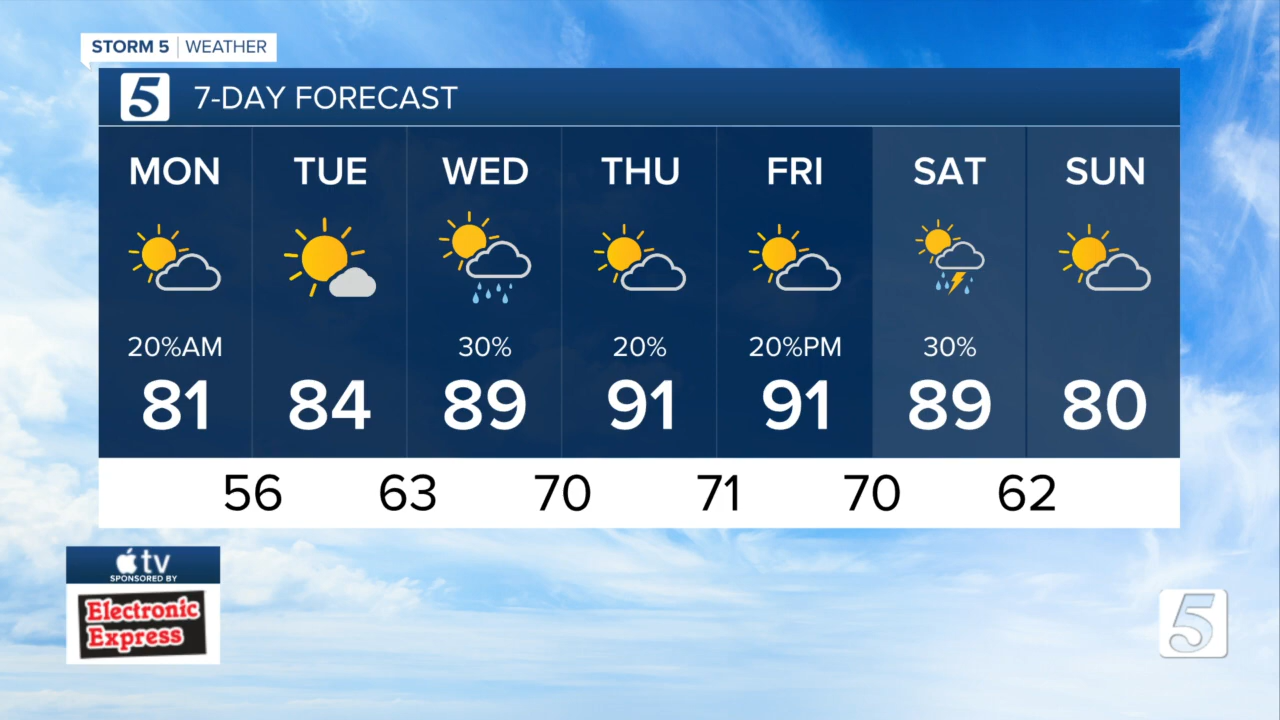 STORM 5 | WEATHER
5 7-DAY FORECAST
MON TUE WED THU FRI SAT SUN
20%AM 30% 20% 20%PM 30%
81 84 89 91 91 89 80
56 63 70 71 70 62
tv
SPONSORED BY
Electronic
Express
5